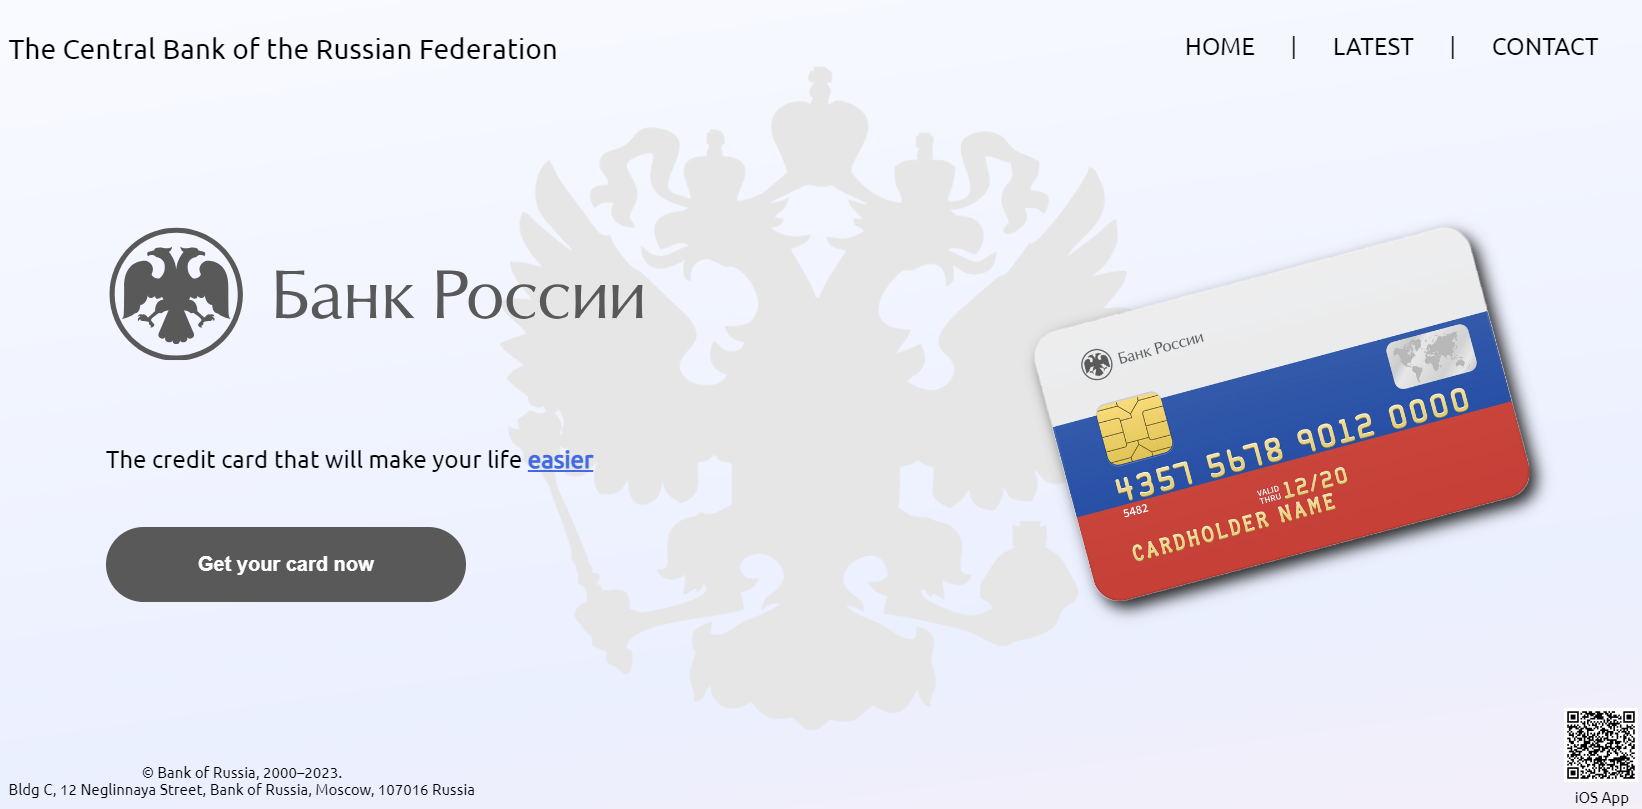 The Central Bank of the Russian Federation
HOME | LATEST | CONTACT
Банк России
The credit card that will make your life easier
Get your card now
Банк России
4357 5678 9012 0000
5482
VALID THRU 12/20
CARDHOLDER NAME
© Bank of Russia, 2000–2023.
Bldg C, 12 Neglinnaya Street, Bank of Russia, Moscow, 107016 Russia
iOS App